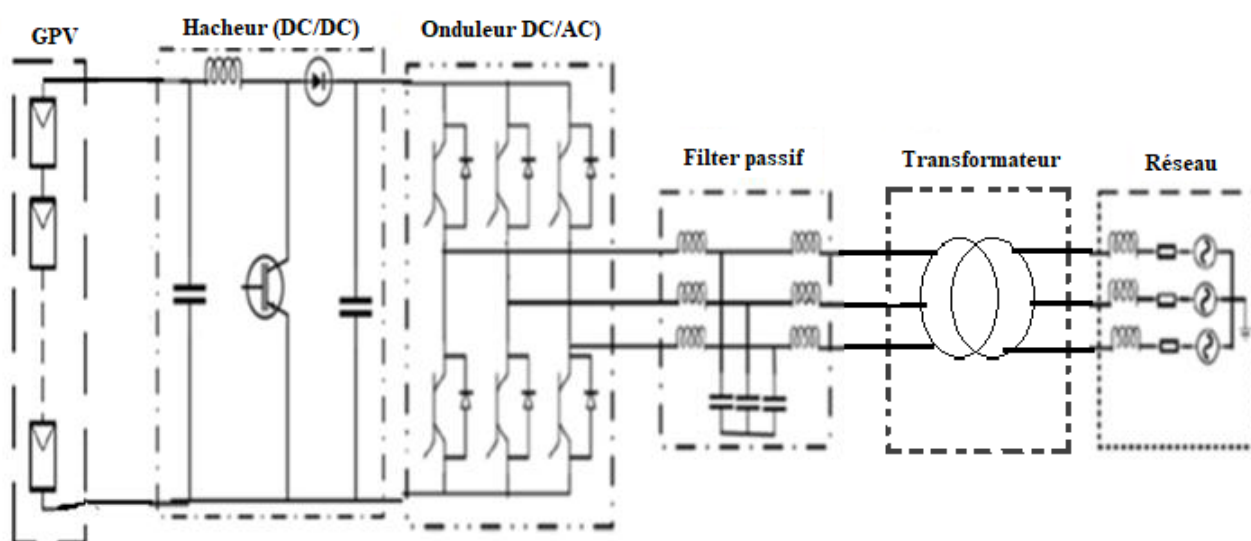 GPV
Hacheur (DC/DC)
Onduleur DC/AC)
Filter passif
Transformateur
Réseau